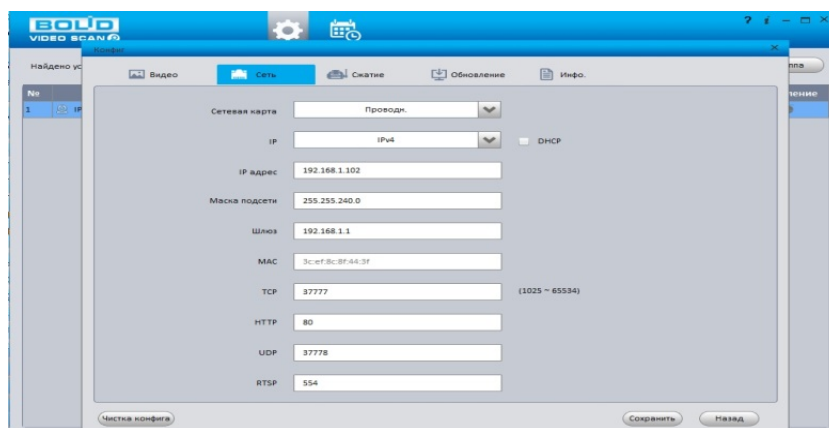 BOLID
VIDEO SCAN
Конфиг
Найдено ус
ппа
Видео
Сеть
Сжатие
Обновление
Инфо.
№
ление
1
IP
Сетевая карта
Проводн.
IP
IPv4
DHCP
IP адрес
192.168.1.102
Маска подсети
255.255.240.0
Шлюз
192.168.1.1
MAC
3c:ef:8c:8f:44:3f
TCP
37777
(1025 ~ 65534)
HTTP
80
UDP
37778
RTSP
554
Чистка конфига
Сохранить
Назад